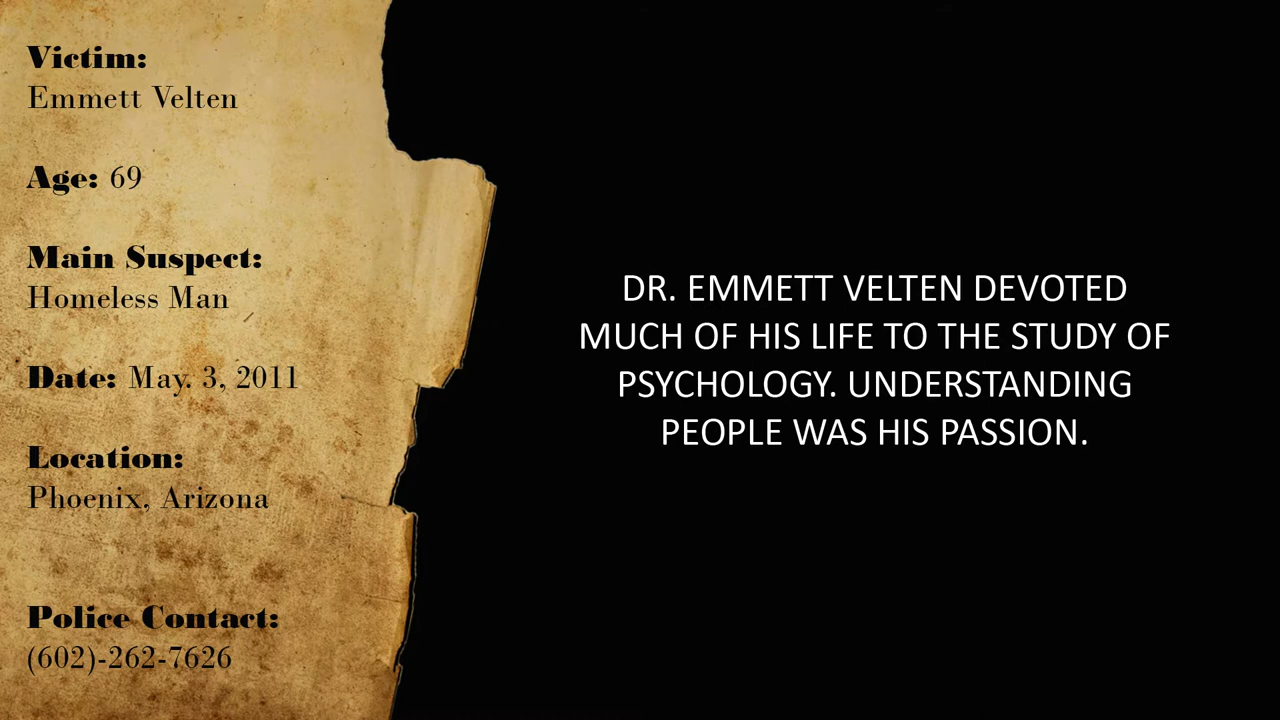 Victim:
Emmett Velten
Age: 69
Main Suspect:
Homeless Man
Date: May. 3, 2011
Location:
Phoenix, Arizona
Police Contact:
(602)-262-7626
DR. EMMETT VELTEN DEVOTED
MUCH OF HIS LIFE TO THE STUDY OF
PSYCHOLOGY. UNDERSTANDING
PEOPLE WAS HIS PASSION.